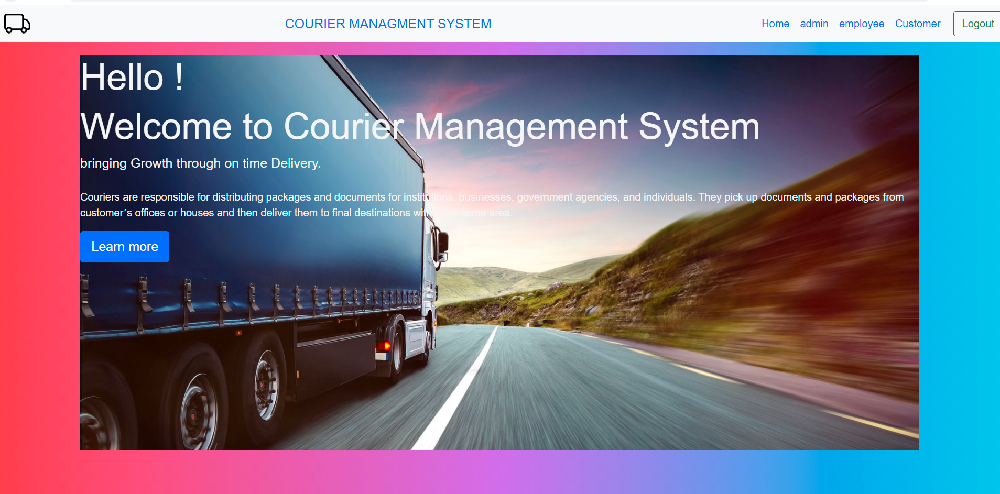 COURIER MANAGMENT SYSTEM
Home admin employee Customer Logout
Hello !
Welcome to Courier Management System
bringing Growth through on time Delivery.
Couriers are responsible for distributing packages and documents for institutions, businesses, government agencies, and individuals. They pick up documents and packages from
customer´s offices or houses and then deliver them to final destinations within the same area.
Learn more